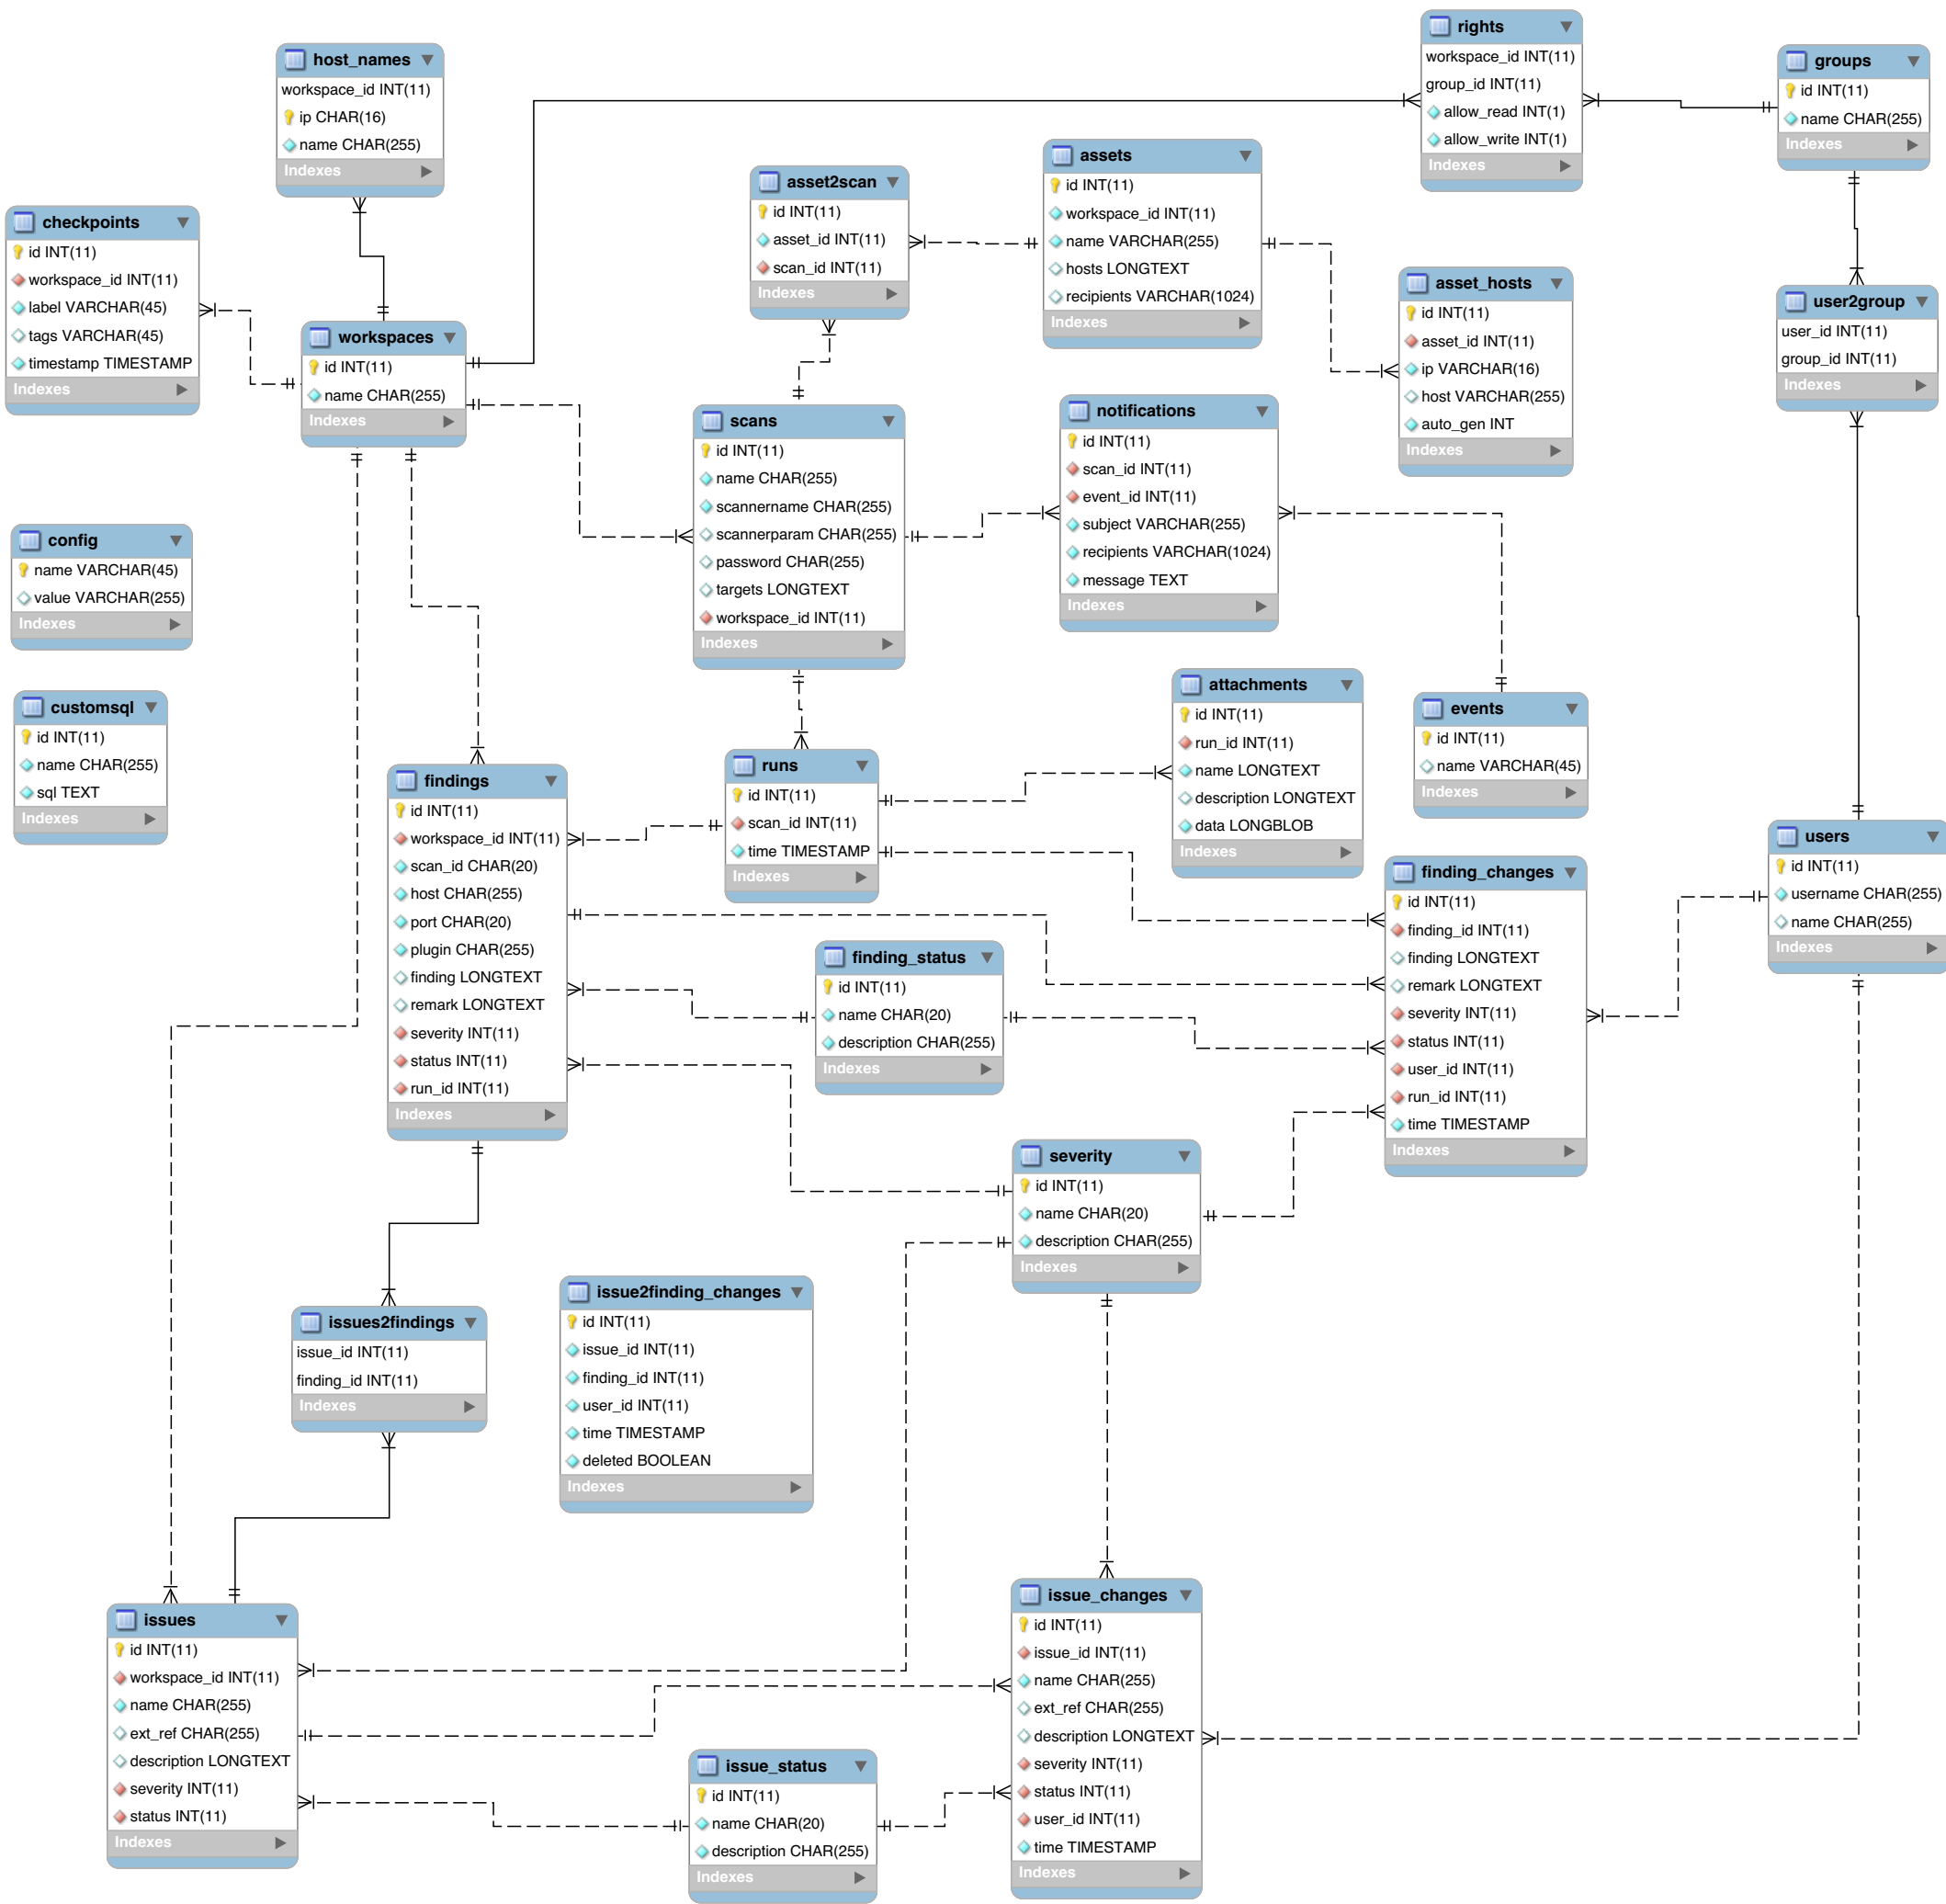 host_names
workspace_id INT(11)
ip CHAR(16)
name CHAR(255)
Indexes
rights
workspace_id INT(11)
group_id INT(11)
allow_read INT(1)
allow_write INT(1)
Indexes
groups
id INT(11)
name CHAR(255)
Indexes
checkpoints
id INT(11)
workspace_id INT(11)
label VARCHAR(45)
tags VARCHAR(45)
timestamp TIMESTAMP
Indexes
asset2scan
id INT(11)
asset_id INT(11)
scan_id INT(11)
Indexes
assets
id INT(11)
workspace_id INT(11)
name VARCHAR(255)
hosts LONGTEXT
recipients VARCHAR(1024)
Indexes
asset_hosts
id INT(11)
asset_id INT(11)
ip VARCHAR(16)
host VARCHAR(255)
auto_gen INT
Indexes
user2group
user_id INT(11)
group_id INT(11)
Indexes
workspaces
id INT(11)
name CHAR(255)
Indexes
scans
id INT(11)
name CHAR(255)
scannername CHAR(255)
scannerparam CHAR(255)
password CHAR(255)
targets LONGTEXT
workspace_id INT(11)
Indexes
notifications
id INT(11)
scan_id INT(11)
event_id INT(11)
subject VARCHAR(255)
recipients VARCHAR(1024)
message TEXT
Indexes
config
name VARCHAR(45)
value VARCHAR(255)
Indexes
customsql
id INT(11)
name CHAR(255)
sql TEXT
Indexes
attachments
id INT(11)
run_id INT(11)
name LONGTEXT
description LONGTEXT
data LONGBLOB
Indexes
events
id INT(11)
name VARCHAR(45)
Indexes
findings
id INT(11)
workspace_id INT(11)
scan_id CHAR(20)
host CHAR(255)
port CHAR(20)
plugin CHAR(255)
finding LONGTEXT
remark LONGTEXT
severity INT(11)
status INT(11)
run_id INT(11)
Indexes
runs
id INT(11)
scan_id INT(11)
time TIMESTAMP
Indexes
users
id INT(11)
username CHAR(255)
name CHAR(255)
Indexes
finding_changes
id INT(11)
finding_id INT(11)
finding LONGTEXT
remark LONGTEXT
severity INT(11)
status INT(11)
user_id INT(11)
run_id INT(11)
time TIMESTAMP
Indexes
finding_status
id INT(11)
name CHAR(20)
description CHAR(255)
Indexes
severity
id INT(11)
name CHAR(20)
description CHAR(255)
Indexes
issue2finding_changes
id INT(11)
issue_id INT(11)
finding_id INT(11)
user_id INT(11)
time TIMESTAMP
deleted BOOLEAN
Indexes
issues2findings
issue_id INT(11)
finding_id INT(11)
Indexes
issues
id INT(11)
workspace_id INT(11)
name CHAR(255)
ext_ref CHAR(255)
description LONGTEXT
severity INT(11)
status INT(11)
Indexes
issue_changes
id INT(11)
issue_id INT(11)
name CHAR(255)
ext_ref CHAR(255)
description LONGTEXT
severity INT(11)
status INT(11)
user_id INT(11)
time TIMESTAMP
Indexes
issue_status
id INT(11)
name CHAR(20)
description CHAR(255)
Indexes